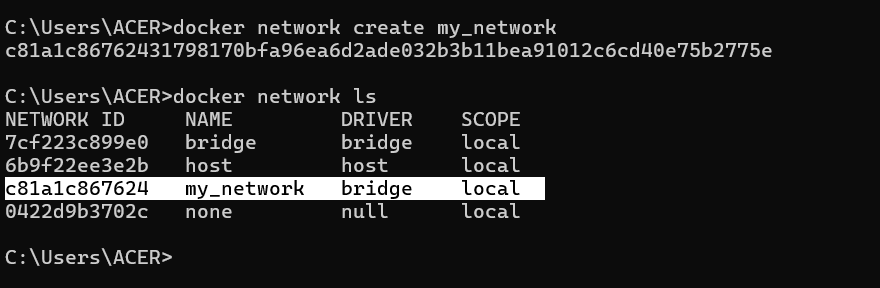 C:\Users\ACER>docker network create my_network
c81a1c86762431798170bfa96ea6d2ade032b3b11bea91012c6cd40e75b2775e
C:\Users\ACER>docker network ls
NETWORK ID     NAME         DRIVER    SCOPE
7cf223c899e0   bridge       bridge    local
6b9f22ee3e2b   host         host      local
c81a1c867624   my_network   bridge    local
0422d9b3702c   none         null      local
C:\Users\ACER>